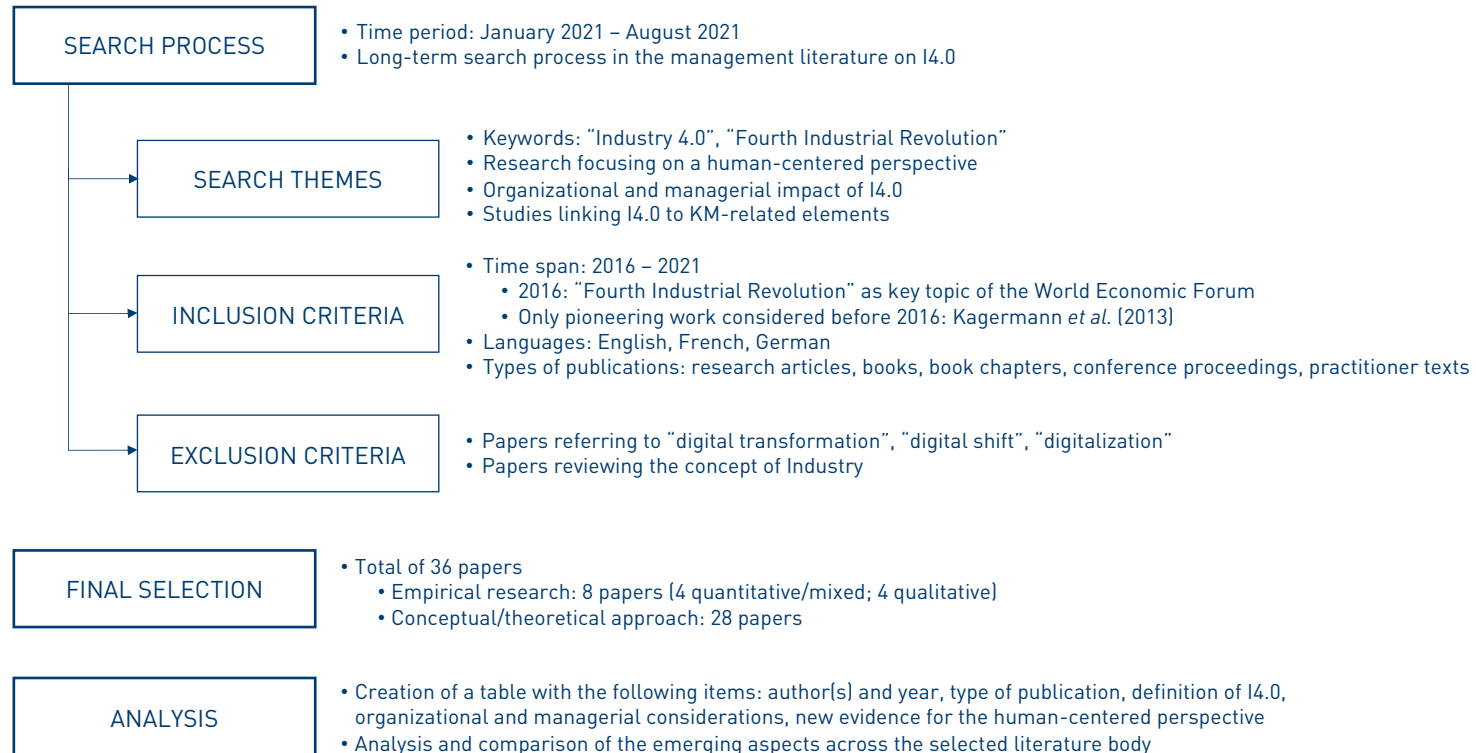 SEARCH PROCESS
• Time period: January 2021 – August 2021
• Long-term search process in the management literature on I4.0
SEARCH THEMES
• Keywords: “Industry 4.0”, “Fourth Industrial Revolution”
• Research focusing on a human-centered perspective
• Organizational and managerial impact of I4.0
• Studies linking I4.0 to KM-related elements
INCLUSION CRITERIA
• Time span: 2016 – 2021
• 2016: “Fourth Industrial Revolution” as key topic of the World Economic Forum
• Only pioneering work considered before 2016: Kagermann et al. (2013)
• Languages: English, French, German
• Types of publications: research articles, books, book chapters, conference proceedings, practitioner texts
EXCLUSION CRITERIA
• Papers referring to “digital transformation”, “digital shift”, “digitalization”
• Papers reviewing the concept of Industry
FINAL SELECTION
• Total of 36 papers
• Empirical research: 8 papers (4 quantitative/mixed; 4 qualitative)
• Conceptual/theoretical approach: 28 papers
ANALYSIS
• Creation of a table with the following items: author(s) and year, type of publication, definition of I4.0,
organizational and managerial considerations, new evidence for the human-centered perspective
• Analysis and comparison of the emerging aspects across the selected literature body